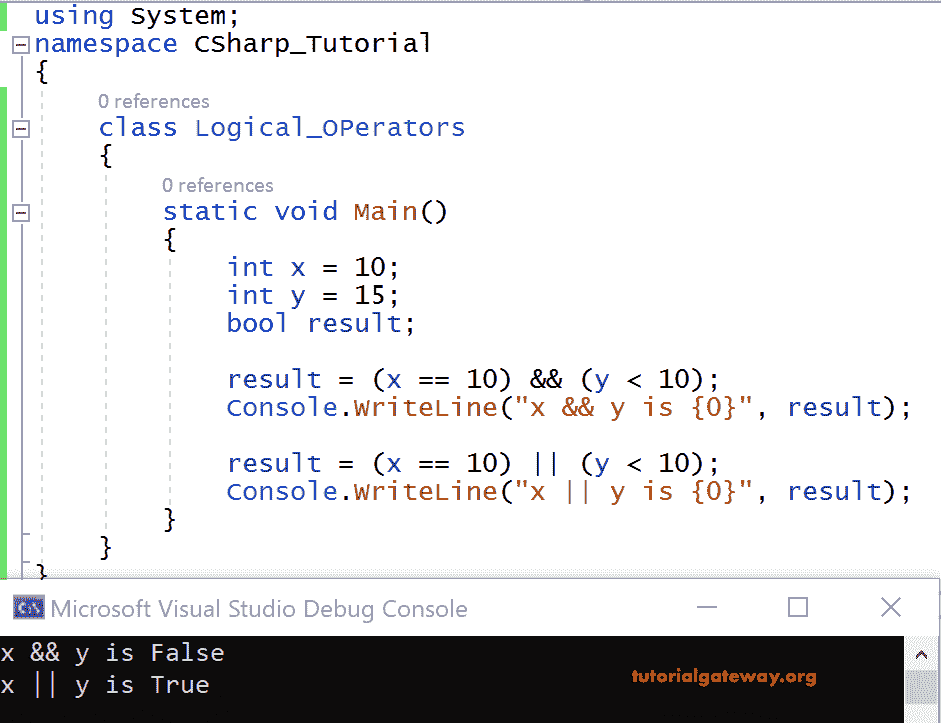 using System;
namespace CSharp_Tutorial
{
0 references
class Logical_OPerators
{
0 references
static void Main()
{
int x = 10;
int y = 15;
bool result;
result = (x == 10) && (y < 10);
Console.WriteLine("x && y is {0}", result);
result = (x == 10) || (y < 10);
Console.WriteLine("x || y is {0}", result);
}
}
}
Microsoft Visual Studio Debug Console
x && y is False
x || y is True
tutorialgateway.org